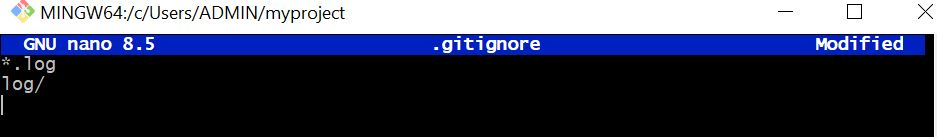 MINGW64:/c/Users/ADMIN/myproject
GNU nano 8.5 .gitignore Modified
*.log
log/